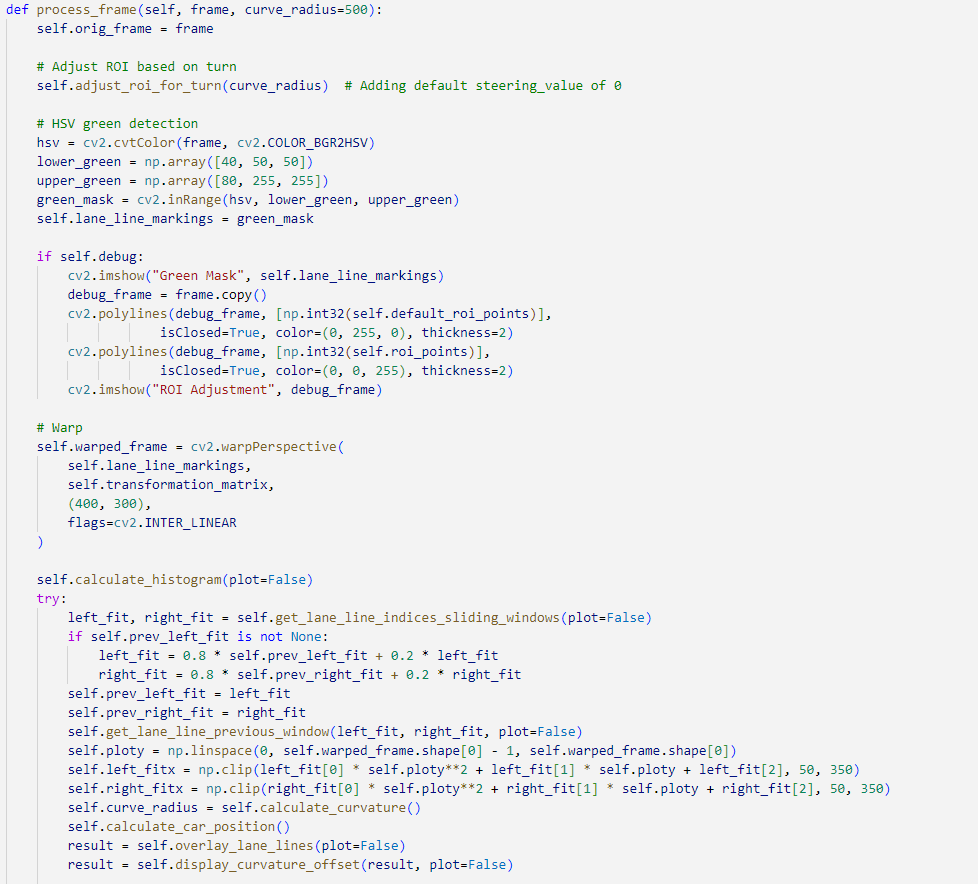 def process_frame(self, frame, curve_radius=500):
    self.orig_frame = frame

    # Adjust ROI based on turn
    self.adjust_roi_for_turn(curve_radius)  # Adding default steering_value of 0

    # HSV green detection
    hsv = cv2.cvtColor(frame, cv2.COLOR_BGR2HSV)
    lower_green = np.array([40, 50, 50])
    upper_green = np.array([80, 255, 255])
    green_mask = cv2.inRange(hsv, lower_green, upper_green)
    self.lane_line_markings = green_mask

    if self.debug:
        cv2.imshow("Green Mask", self.lane_line_markings)
        debug_frame = frame.copy()
        cv2.polylines(debug_frame, [np.int32(self.default_roi_points)],
                    isClosed=True, color=(0, 255, 0), thickness=2)
        cv2.polylines(debug_frame, [np.int32(self.roi_points)],
                    isClosed=True, color=(0, 0, 255), thickness=2)
        cv2.imshow("ROI Adjustment", debug_frame)

    # Warp
    self.warped_frame = cv2.warpPerspective(
        self.lane_line_markings,
        self.transformation_matrix,
        (400, 300),
        flags=cv2.INTER_LINEAR
    )

    self.calculate_histogram(plot=False)
    try:
        left_fit, right_fit = self.get_lane_line_indices_sliding_windows(plot=False)
        if self.prev_left_fit is not None:
            left_fit = 0.8 * self.prev_left_fit + 0.2 * left_fit
            right_fit = 0.8 * self.prev_right_fit + 0.2 * right_fit
        self.prev_left_fit = left_fit
        self.prev_right_fit = right_fit
        self.get_lane_line_previous_window(left_fit, right_fit, plot=False)
        self.ploty = np.linspace(0, self.warped_frame.shape[0] - 1, self.warped_frame.shape[0])
        self.left_fitx = np.clip(left_fit[0] * self.ploty**2 + left_fit[1] * self.ploty + left_fit[2], 50, 350)
        self.right_fitx = np.clip(right_fit[0] * self.ploty**2 + right_fit[1] * self.ploty + right_fit[2], 50, 350)
        self.curve_radius = self.calculate_curvature()
        self.calculate_car_position()
        result = self.overlay_lane_lines(plot=False)
        result = self.display_curvature_offset(result, plot=False)